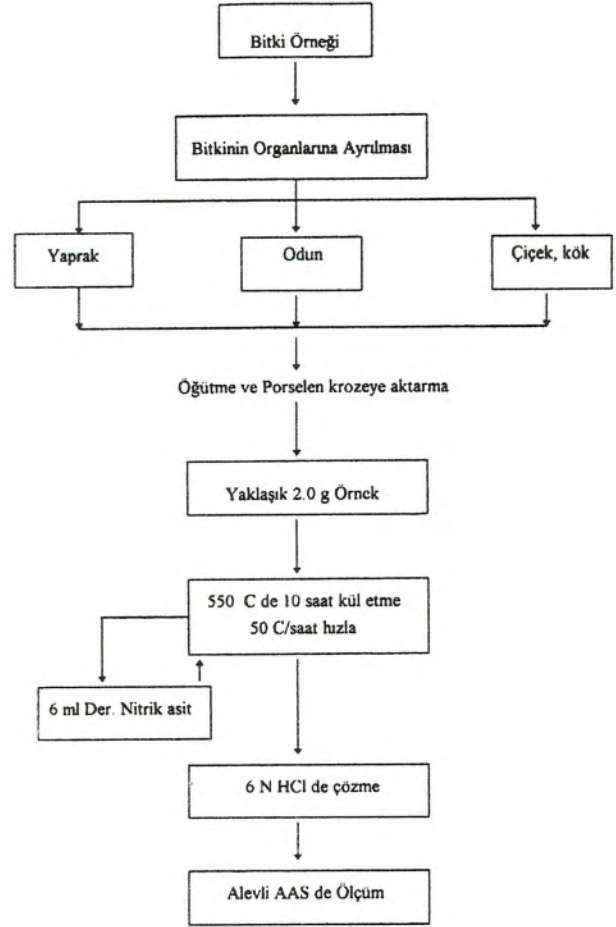 Bitki Örneği
Bitkinin Organlarına Ayrılması
Yaprak
Odun
Çiçek, kök
Öğütme ve Porselen krozeye aktarma
Yaklaşık 2.0 g Örnek
550 C de 10 saat kül etme
50 C/saat hızla
6 ml Der. Nitrik asit
6 N HCl de çözme
Alevli AAS de Ölçüm